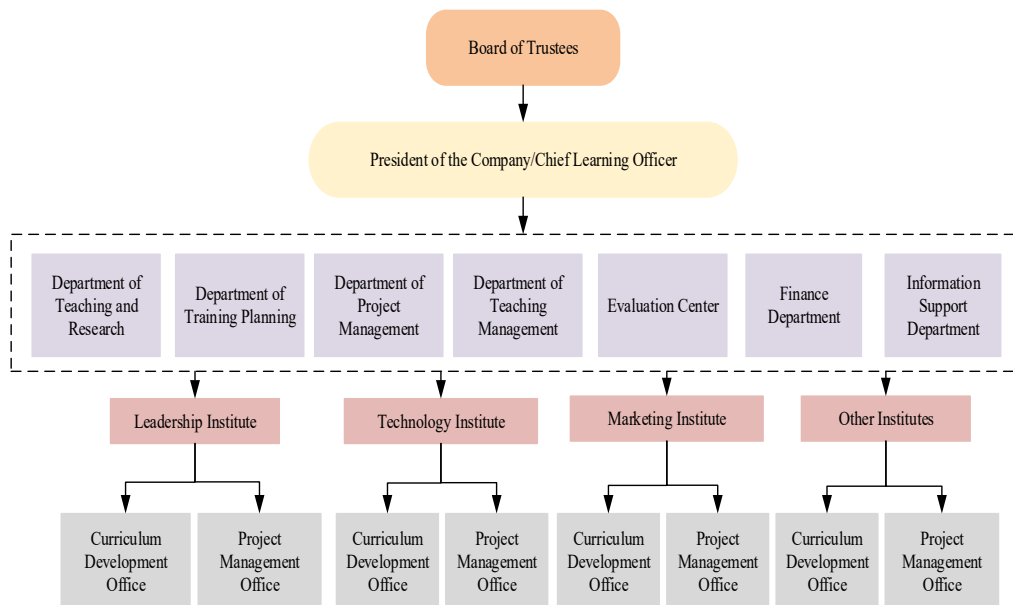 Board of Trustees
President of the Company/Chief Learning Officer
Department of
Teaching and
Research
Department of
Training Planning
Department of
Project
Management
Department of
Teaching
Management
Evaluation Center
Finance
Department
Information
Support
Department
Leadership Institute
Technology Institute
Marketing Institute
Other Institutes
Curriculum
Development
Office
Project
Management
Office
Curriculum
Development
Office
Project
Management
Office
Curriculum
Development
Office
Project
Management
Office
Curriculum
Development
Office
Project
Management
Office